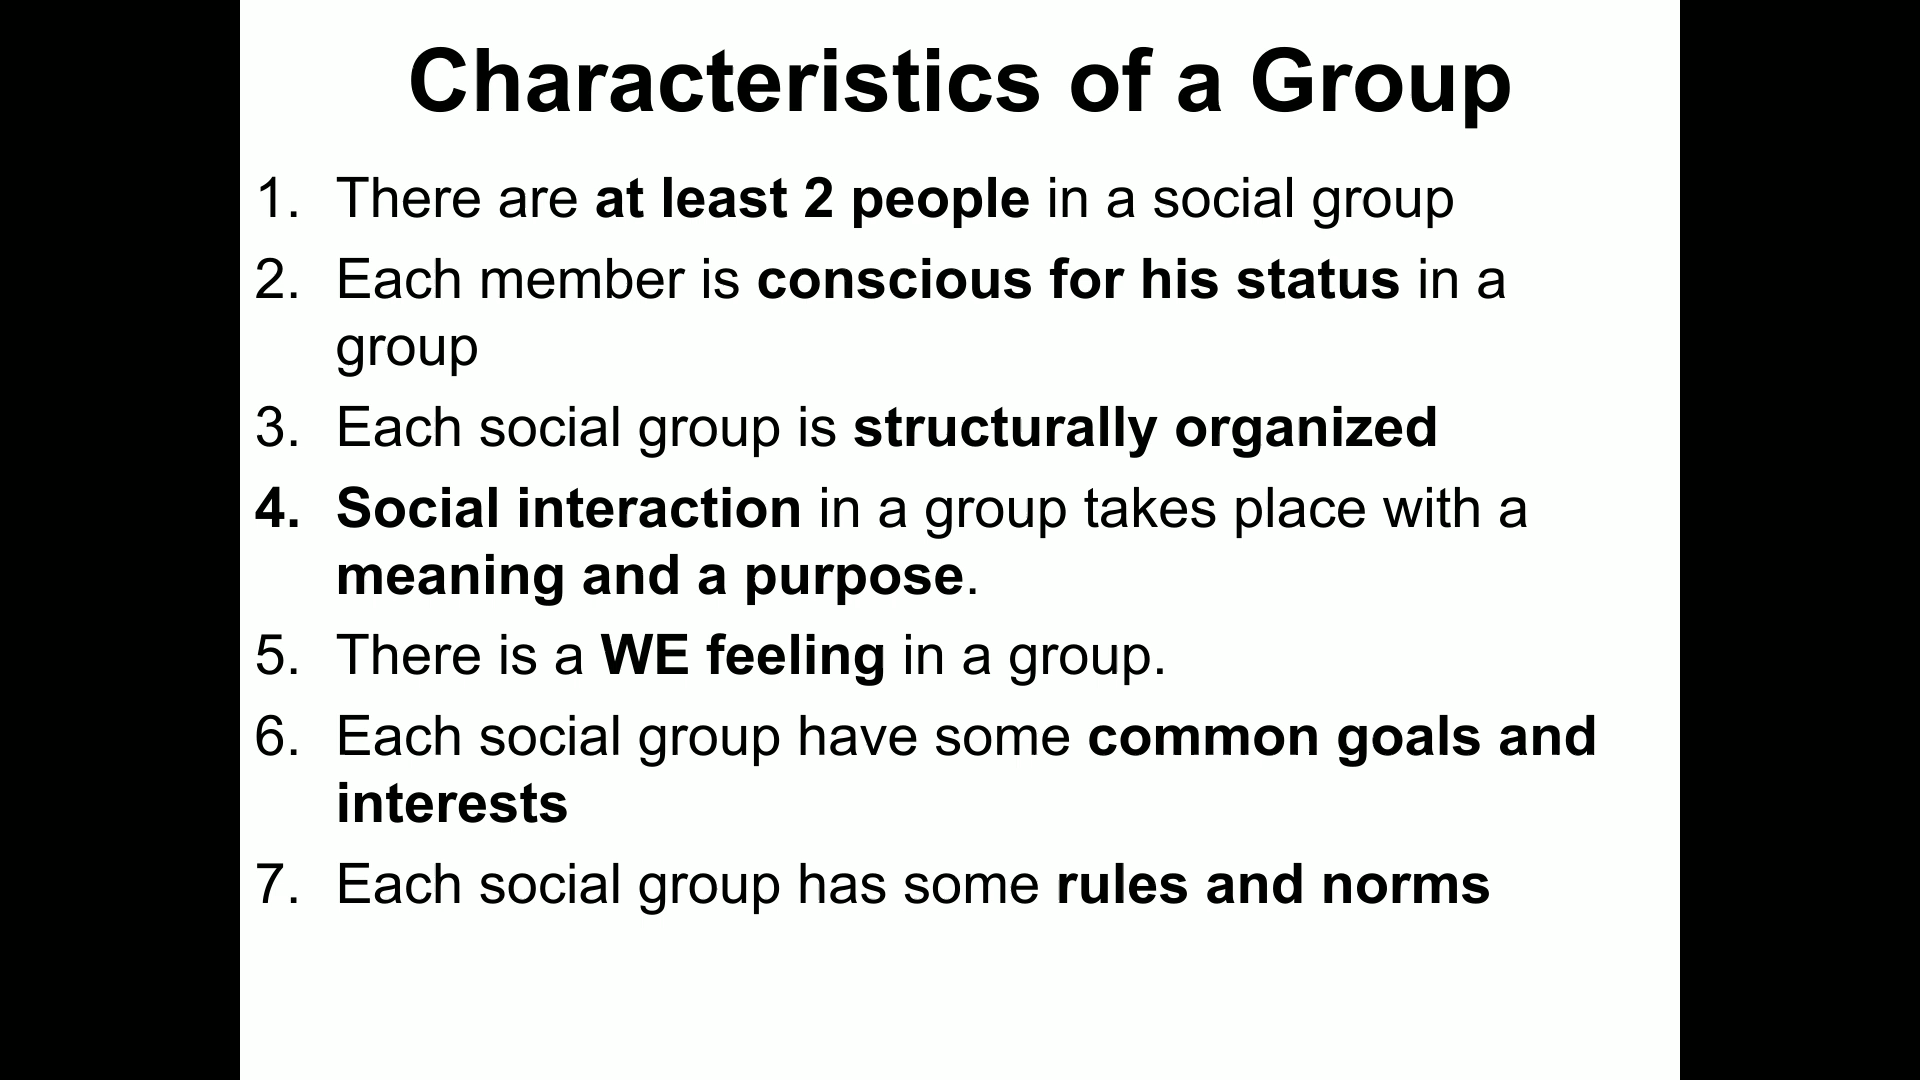 Characteristics of a Group
1. There are at least 2 people in a social group
2. Each member is conscious for his status in a
group
3. Each social group is structurally organized
4. Social interaction in a group takes place with a
meaning and a purpose.
5. There is a WE feeling in a group.
6. Each social group have some common goals and
interests
7. Each social group has some rules and norms